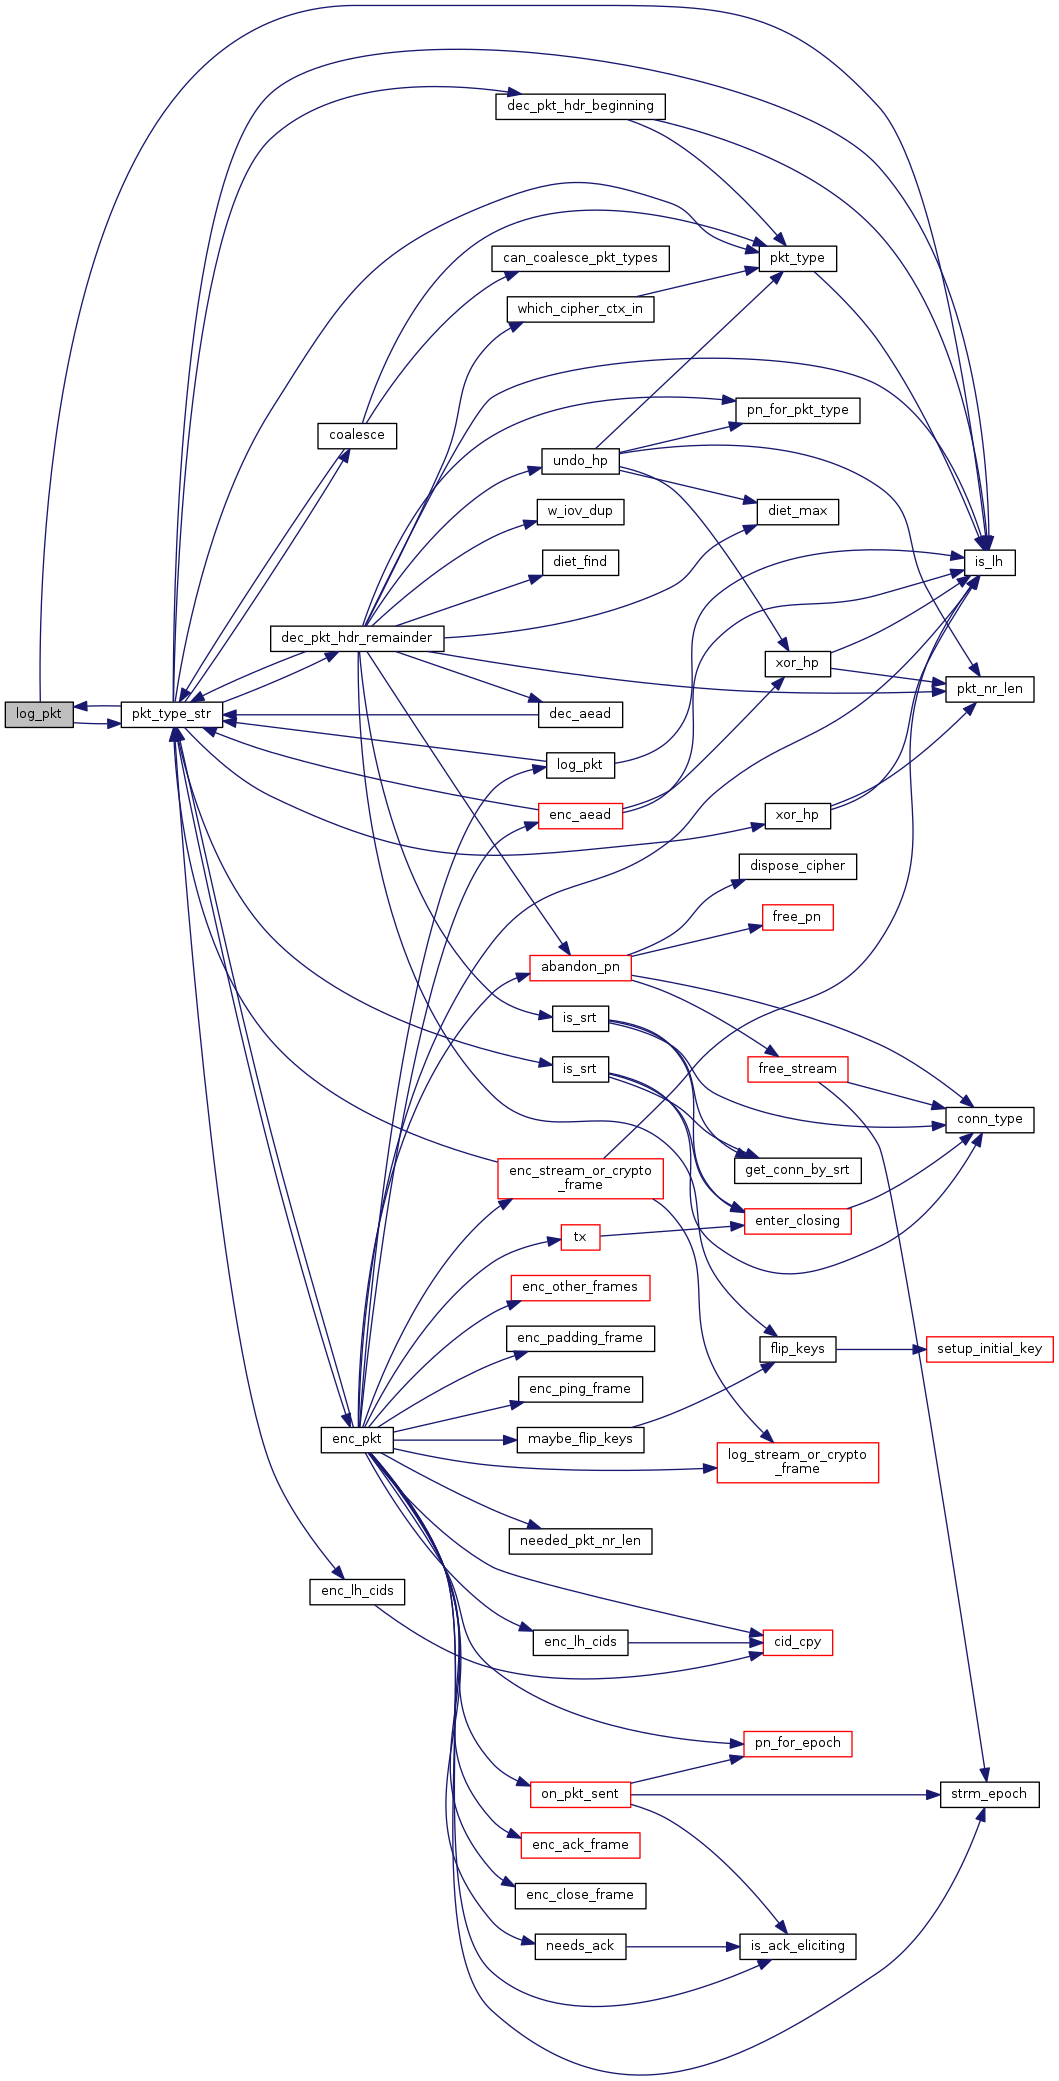 dec_pkt_hdr_beginning
pkt_type
can_coalesce_pkt_types
which_cipher_ctx_in
pn_for_pkt_type
coalesce
undo_hp
w_iov_dup
diet_max
diet_find
is_lh
dec_pkt_hdr_remainder
xor_hp
pkt_nr_len
log_pkt
pkt_type_str
dec_aead
log_pkt
enc_aead
xor_hp
dispose_cipher
free_pn
abandon_pn
is_srt
is_srt
free_stream
conn_type
enc_stream_or_crypto
_frame
get_conn_by_srt
enter_closing
tx
enc_other_frames
enc_padding_frame
flip_keys
setup_initial_key
enc_ping_frame
enc_pkt
maybe_flip_keys
log_stream_or_crypto
_frame
needed_pkt_nr_len
enc_lh_cids
enc_lh_cids
cid_cpy
pn_for_epoch
on_pkt_sent
strm_epoch
enc_ack_frame
enc_close_frame
needs_ack
is_ack_eliciting